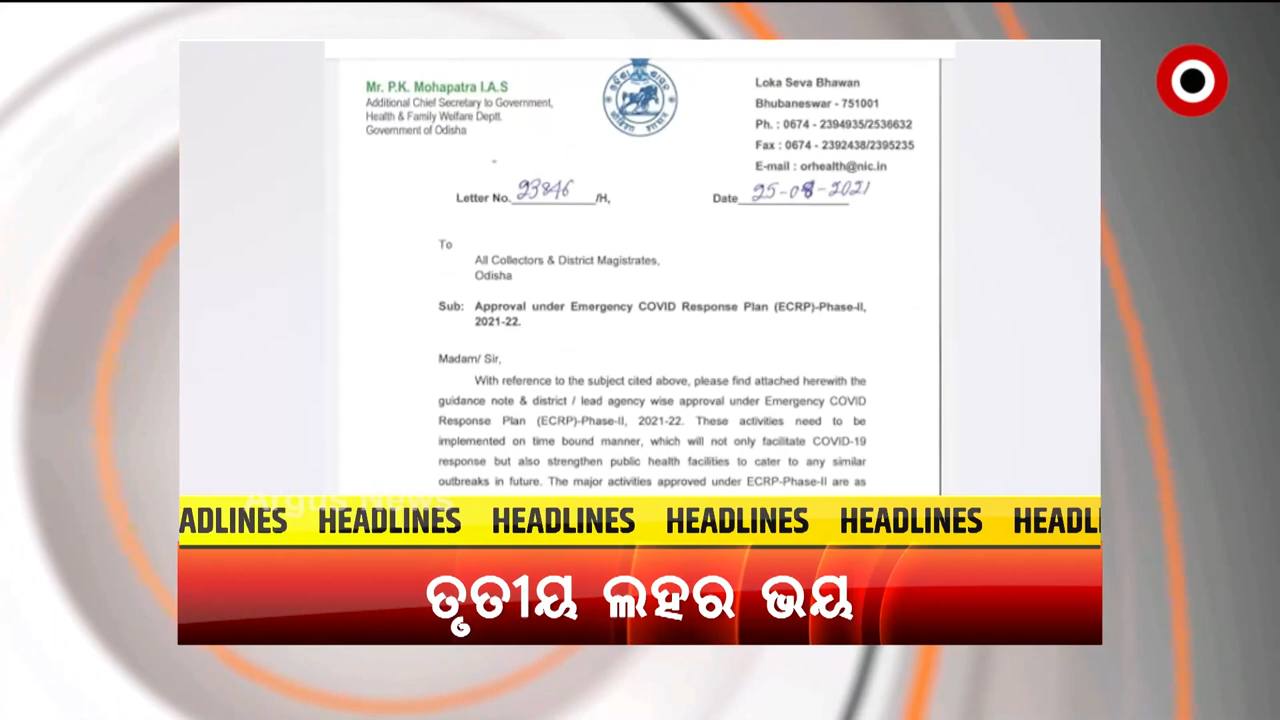 Mr. P.K. Mohapatra I.A.S
Additional Chief Secretary to Government,
Health & Family Welfare Deptt.
Government of Odisha
Loka Seva Bhawan
Bhubaneswar - 751001
Ph. : 0674 - 2394935/2536632
Fax : 0674 - 2392438/2395235
E-mail : orhealth@nic.in
Letter No. 23846 /H,
Date 25-08-2021
To
All Collectors & District Magistrates,
Odisha
Sub: Approval under Emergency COVID Response Plan (ECRP)-Phase-II,
2021-22.
Madam/ Sir,
With reference to the subject cited above, please find attached herewith the
guidance note & district / lead agency wise approval under Emergency COVID
Response Plan (ECRP)-Phase-II, 2021-22. These activities need to be
implemented on time bound manner, which will not only facilitate COVID-19
response but also strengthen public health facilities to cater to any similar
outbreaks in future. The major activities approved under ECRP-Phase-II are as
Argus News
ADLINES HEADLINES HEADLINES HEADLINES HEADLINES HEADL
ତୃତୀୟ ଲହର ଭୟ